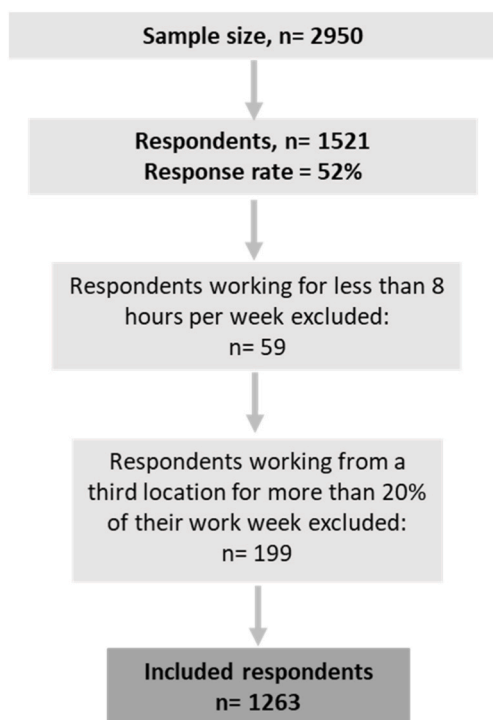 Sample size, n= 2950
Respondents, n= 1521
Response rate = 52%
Respondents working for less than 8
hours per week excluded:
n= 59
Respondents working from a
third location for more than 20%
of their work week excluded:
n= 199
Included respondents
n= 1263